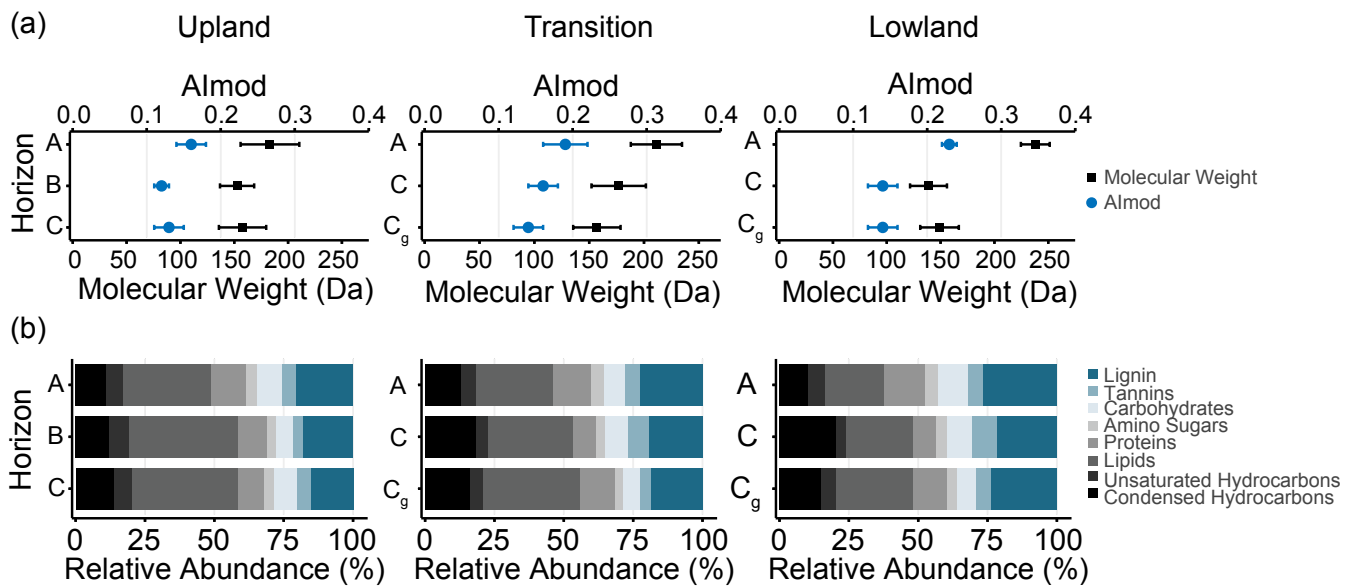 (a)
Upland Transition Lowland
AImod AImod AImod
0.0 0.1 0.2 0.3 0.4 0.0 0.1 0.2 0.3 0.4 0.0 0.1 0.2 0.3 0.4
Horizon
A A A
B C C
C Cg Cg
Molecular Weight
AImod
0 50 100 150 200 250 0 50 100 150 200 250 0 50 100 150 200 250
Molecular Weight (Da) Molecular Weight (Da) Molecular Weight (Da)
(b)
Horizon
A A A
B C C
C Cg Cg
Lignin
Tannins
Carbohydrates
Amino Sugars
Proteins
Lipids
Unsaturated Hydrocarbons
Condensed Hydrocarbons
0 25 50 75 100 0 25 50 75 100 0 25 50 75 100
Relative Abundance (%) Relative Abundance (%) Relative Abundance (%)